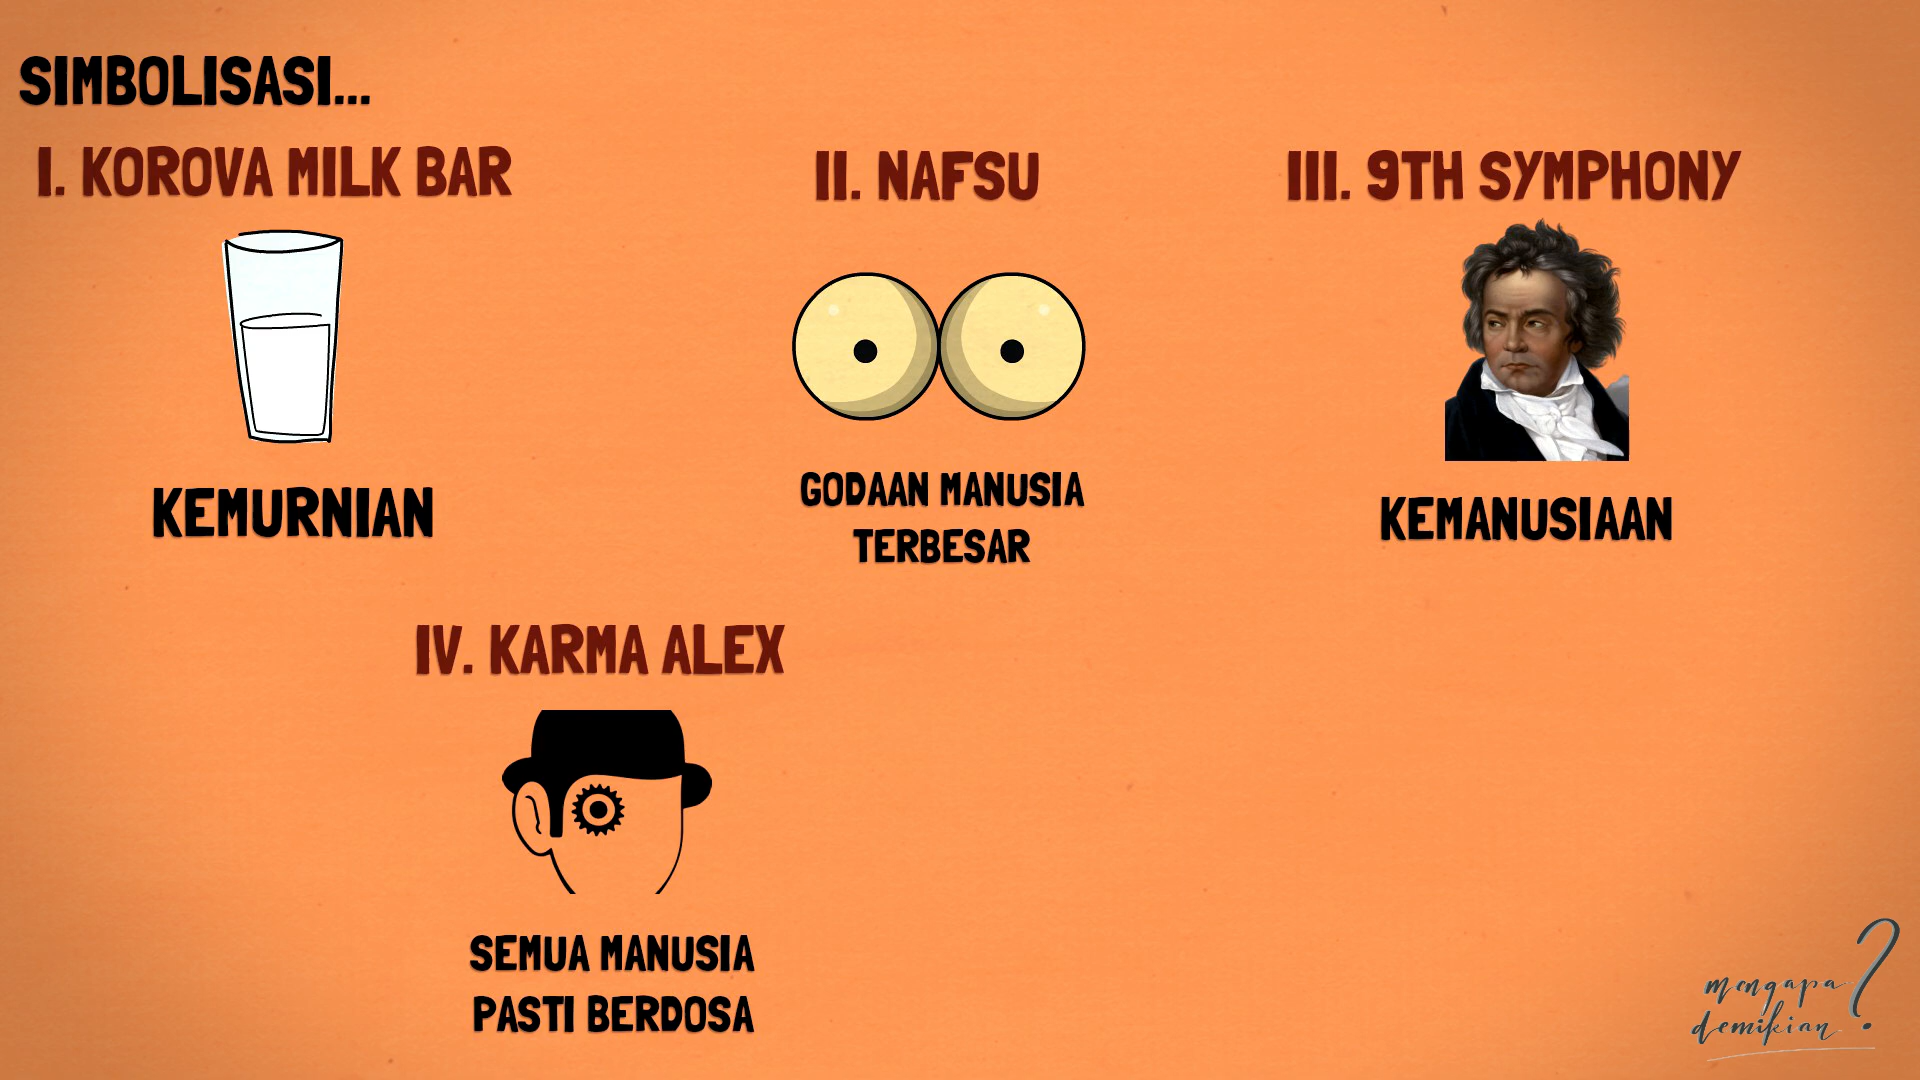 SIMBOLISASI...
I. KOROVA MILK BAR
KEMURNIAN
II. NAFSU
GODAAN MANUSIA
TERBESAR
III. 9TH SYMPHONY
KEMANUSIAAN
IV. KARMA ALEX
SEMUA MANUSIA
PASTI BERDOSA
mengapa
demikian?